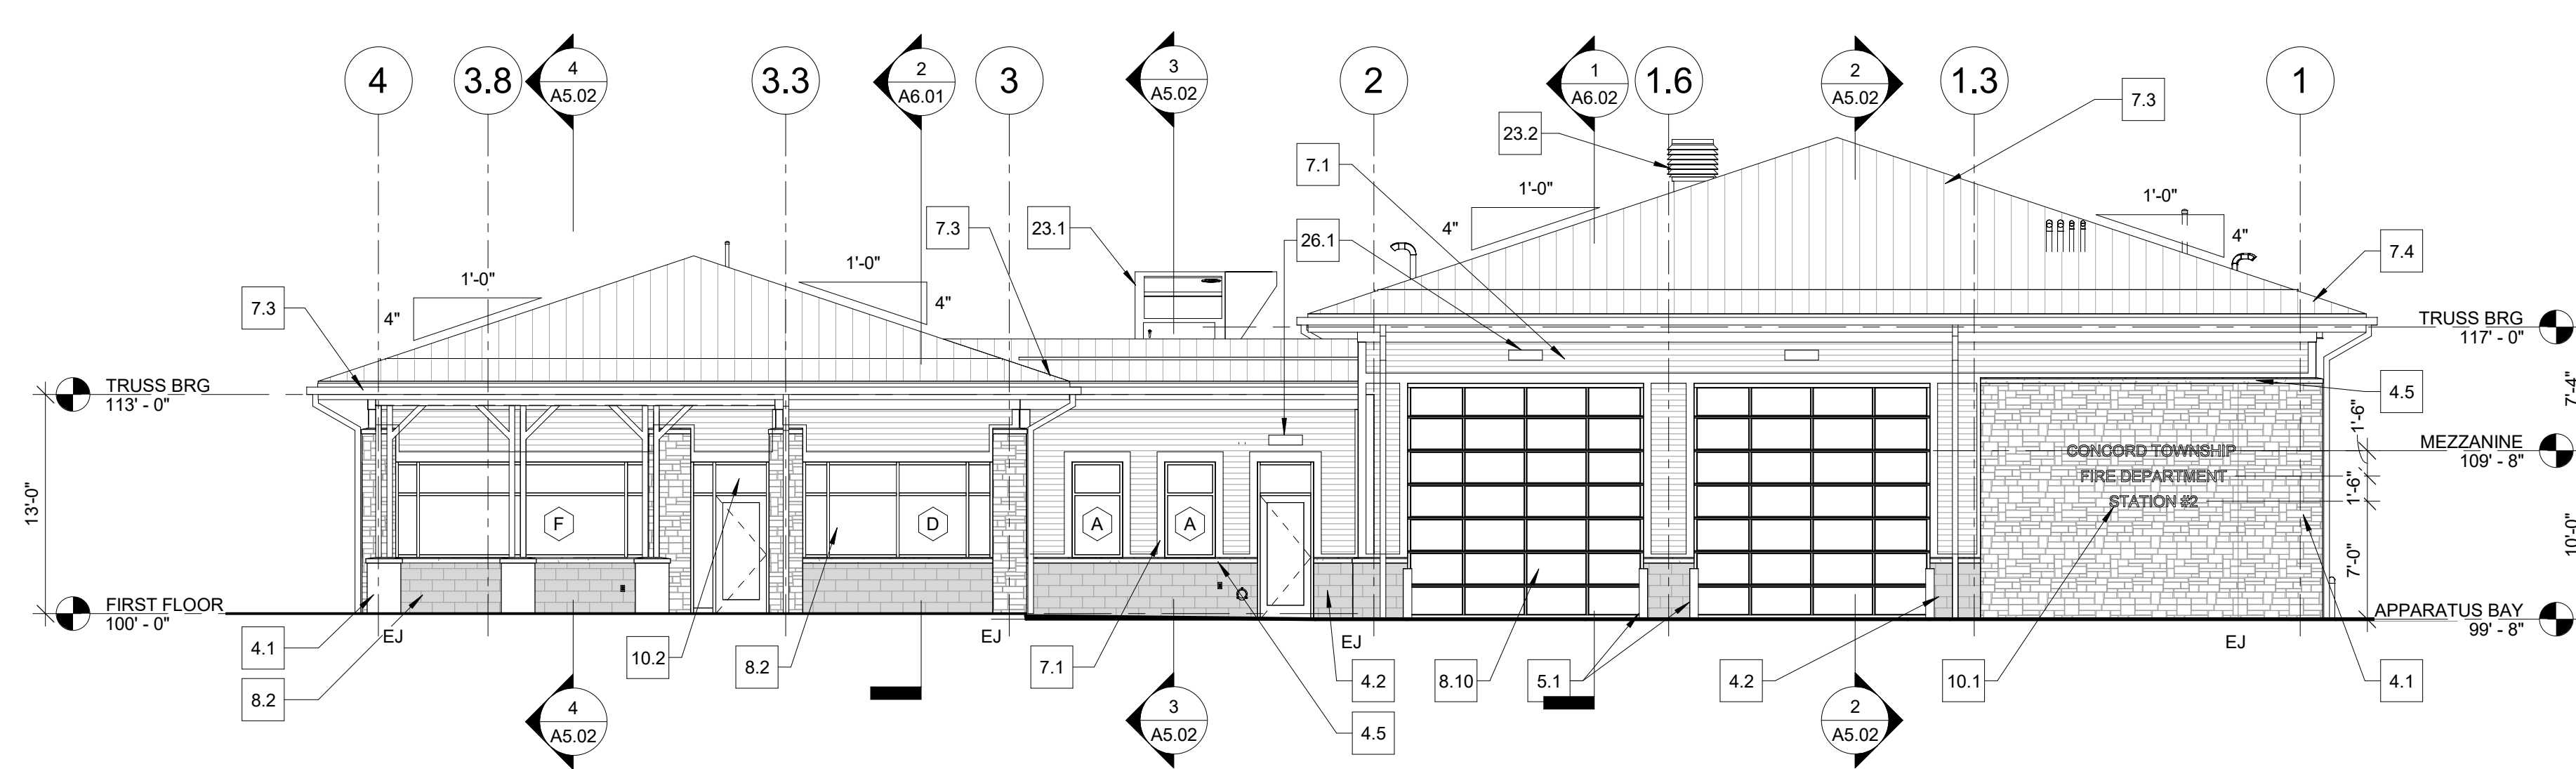 4
3.8
4
A5.02
3.3
2
A6.01
3
3
A5.02
2
1
A6.02
1.6
2
A5.02
1.3
1
7.3
23.2
7.1
1'-0"
4"
1'-0"
4"
7.3
23.1
26.1
7.4
1'-0"
4"
1'-0"
4"
7.3
TRUSS BRG
117' - 0"
TRUSS BRG
113' - 0"
4.5
7'-4"
1'-6"
MEZZANINE
109' - 8"
CONCORD TOWNSHIP
FIRE DEPARTMENT
STATION #2
1'-6"
13'-0"
F
D
A
A
10'-0"
7'-0"
FIRST FLOOR
100' - 0"
APPARATUS BAY
99' - 8"
EJ
EJ
EJ
EJ
4.1
10.2
8.2
7.1
4.2
8.10
5.1
4.2
10.1
4.1
8.2
4
A5.02
3
A5.02
4.5
2
A5.02